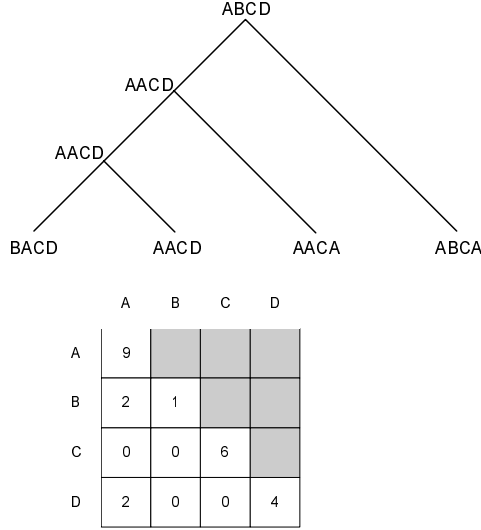 ABCD
AACD
AACD
BACD AACD AACA ABCA
A B C D
A 9
B 2 1
C 0 0 6
D 2 0 0 4